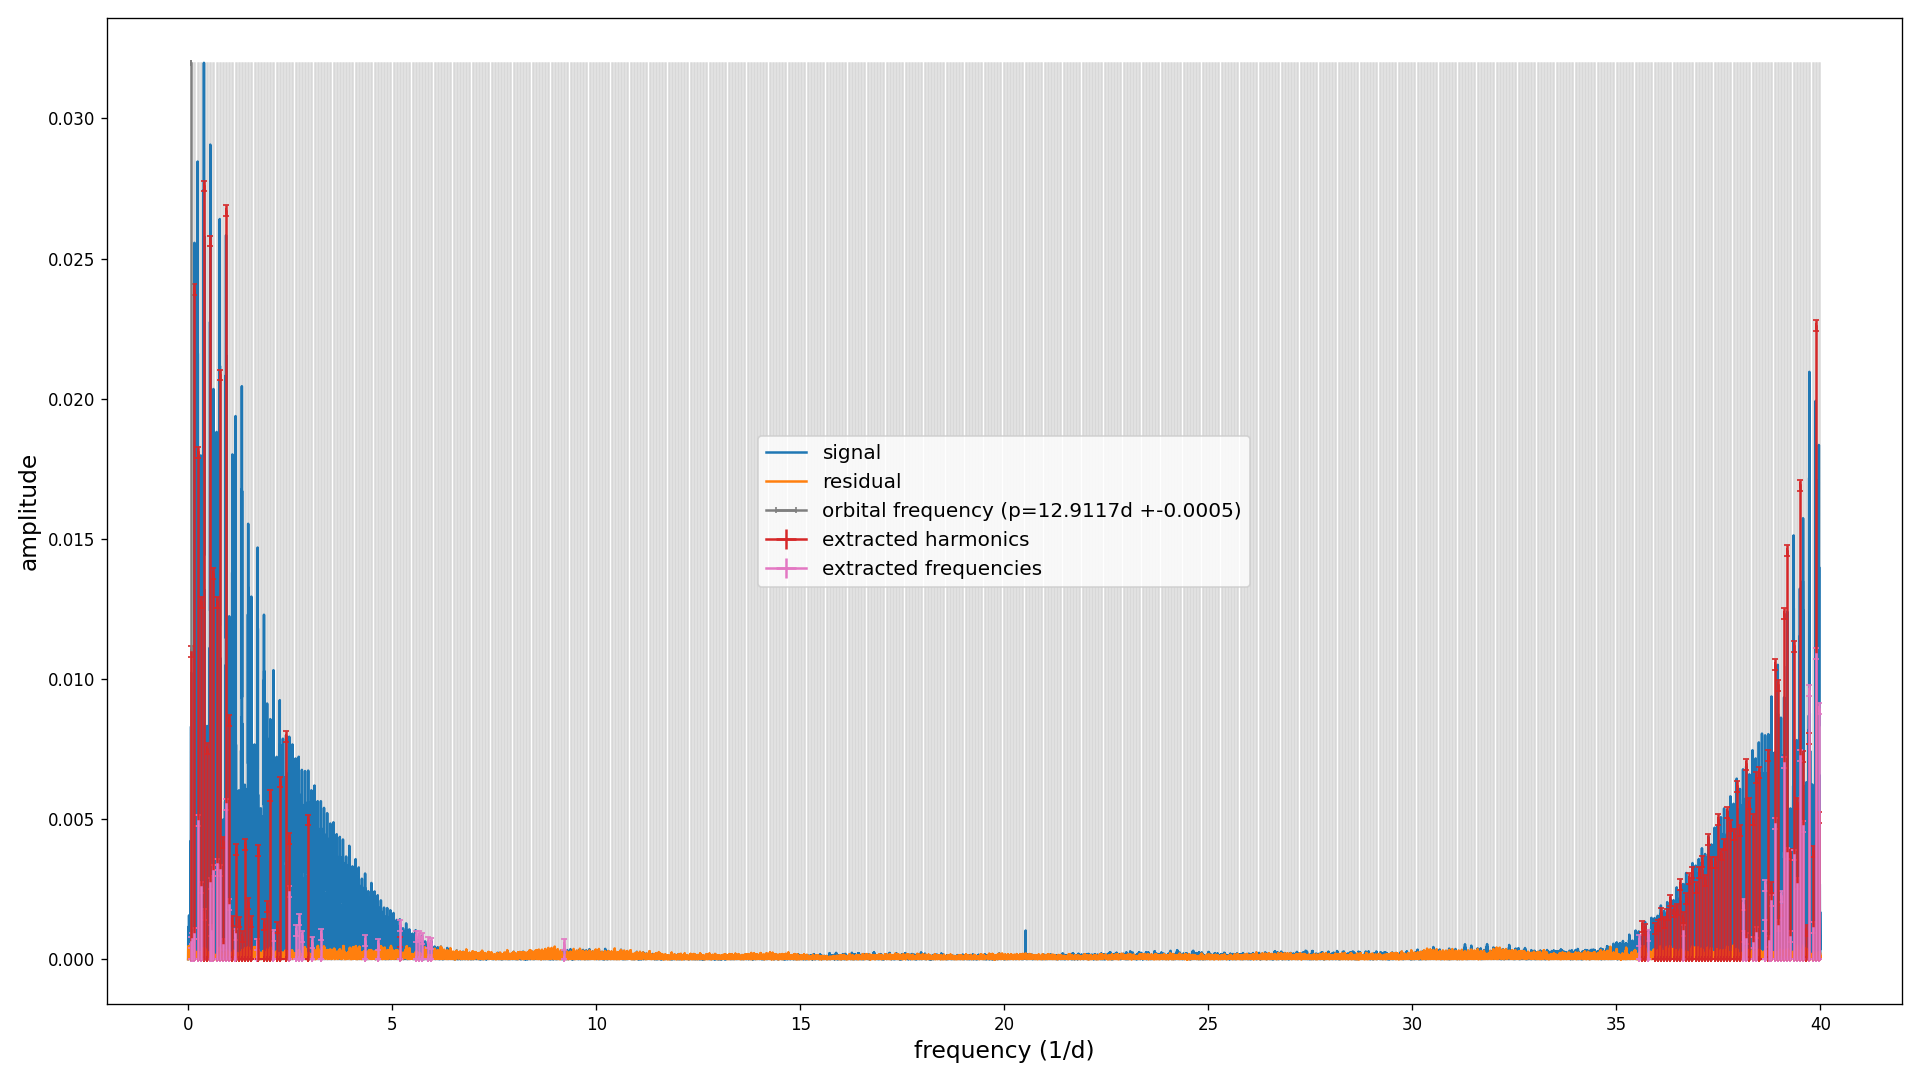 0.030
0.025
0.020
0.015
0.010
0.005
0.000
amplitude
signal
residual
orbital frequency (p=12.9117d +-0.0005)
extracted harmonics
extracted frequencies
0 5 10 15 20 25 30 35 40
frequency (1/d)